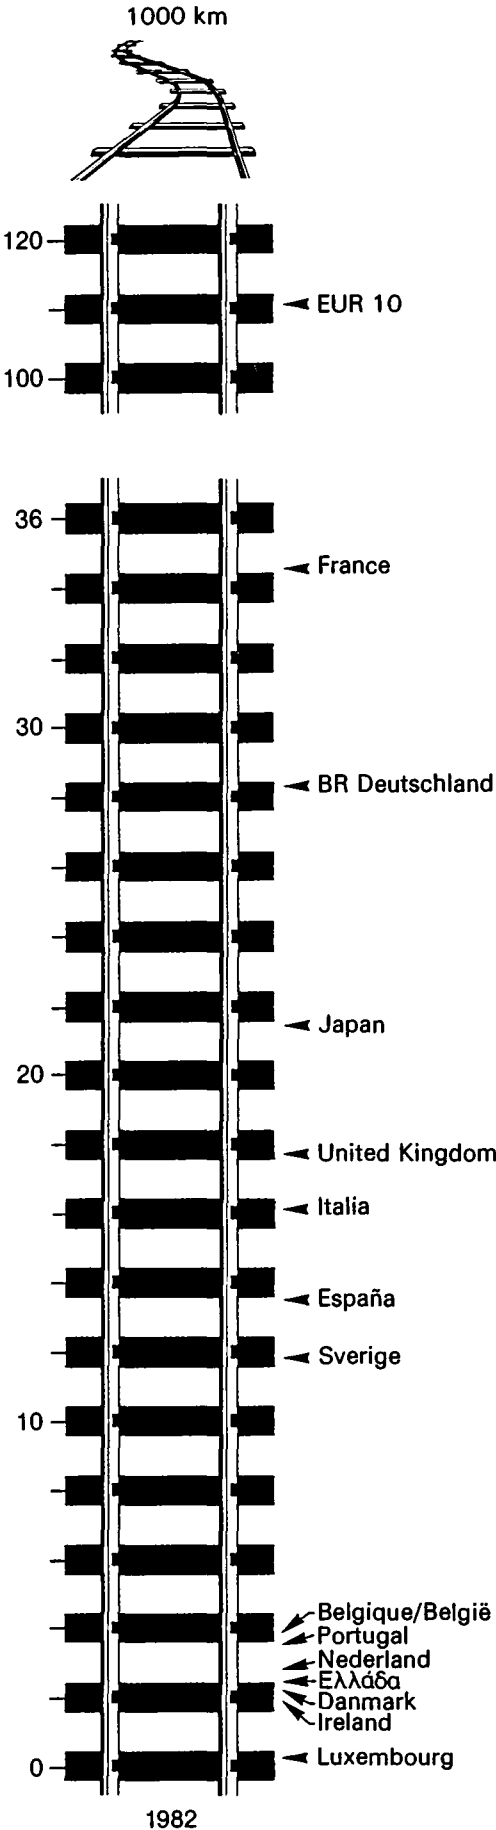 1000 km
120
EUR 10
100
36
France
30
BR Deutschland
Japan
20
United Kingdom
Italia
España
Sverige
10
Belgique/België
Portugal
Nederland
Ελλάδα
Danmark
Ireland
Luxembourg
0
1982